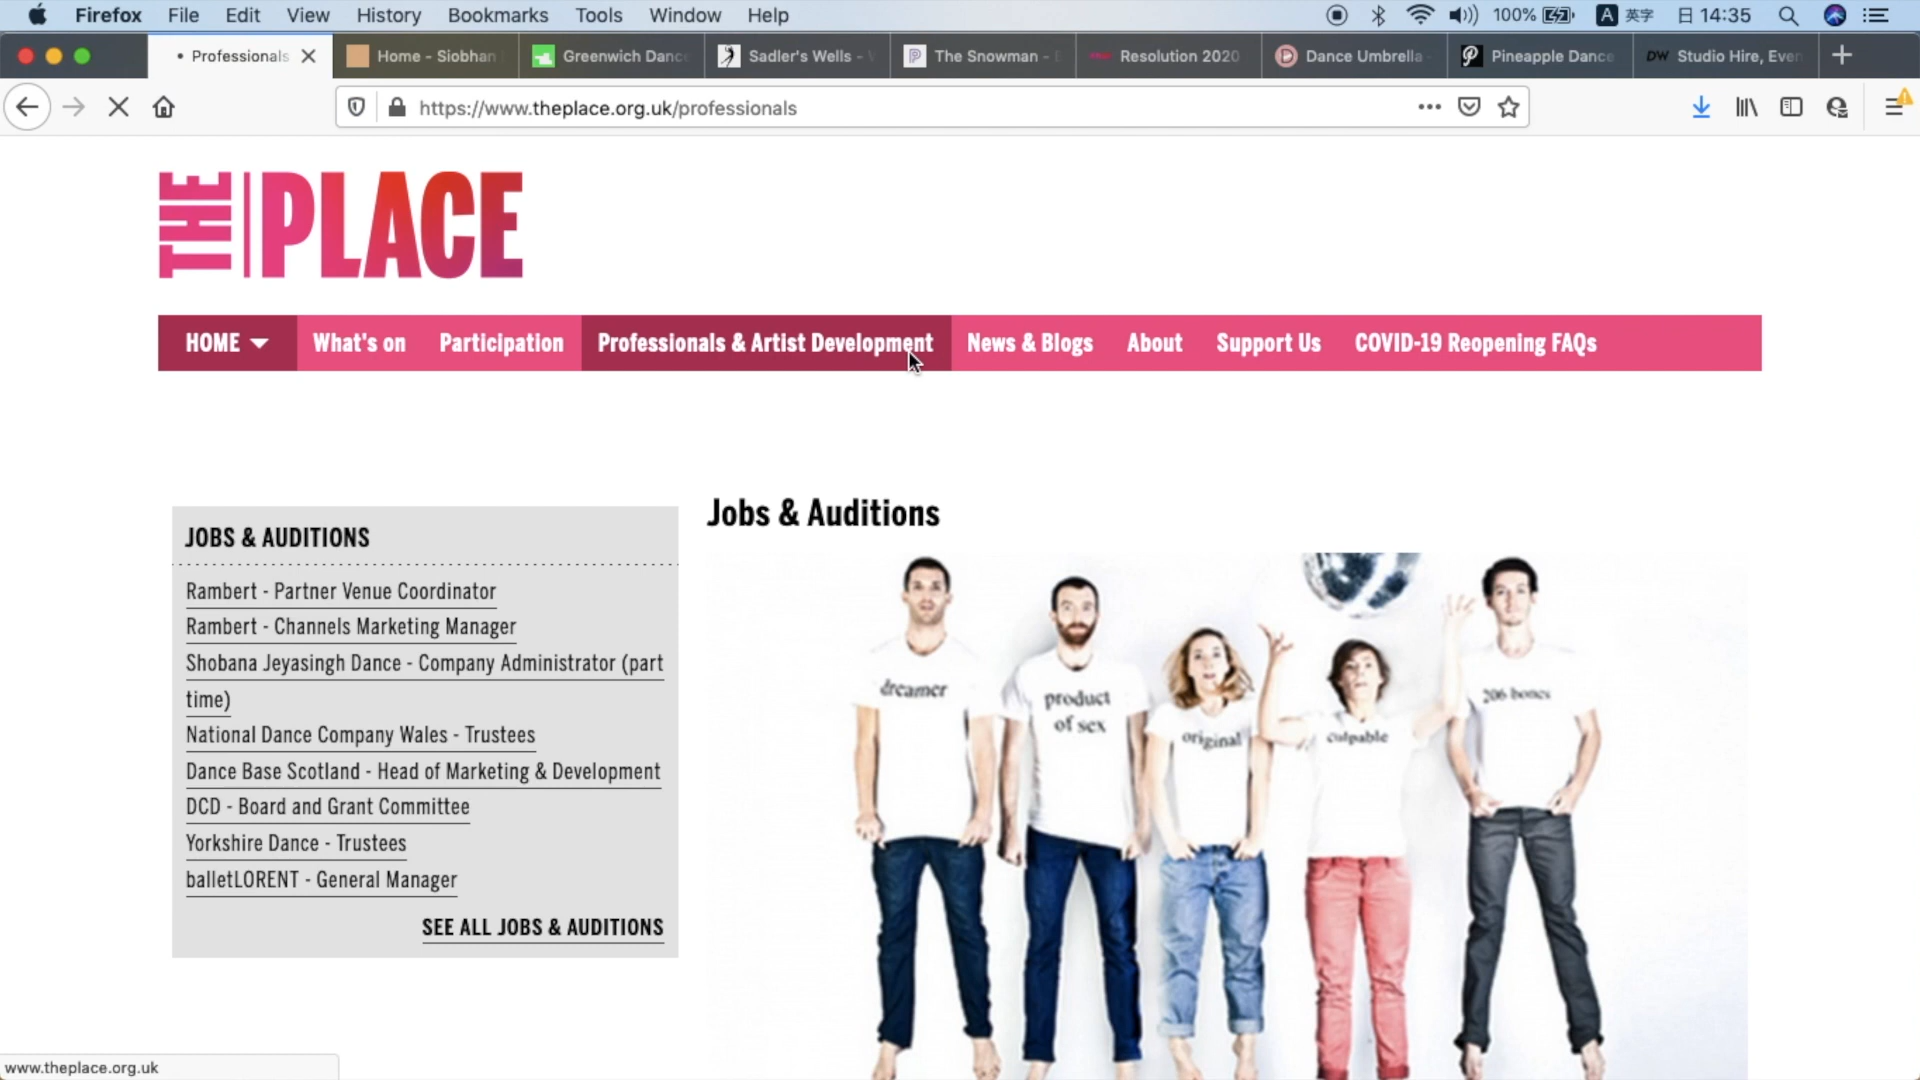 Firefox File Edit View History Bookmarks Tools Window Help 100% A 英字 日 14:35
Professionals Home - Siobhan Greenwich Dance Sadler's Wells - The Snowman - Resolution 2020 Dance Umbrella Pineapple Dance DW Studio Hire, Even
https://www.theplace.org.uk/professionals
THE PLACE
HOME What's on Participation Professionals & Artist Development News & Blogs About Support Us COVID-19 Reopening FAQs
JOBS & AUDITIONS
Rambert - Partner Venue Coordinator
Rambert - Channels Marketing Manager
Shobana Jeyasingh Dance - Company Administrator (part
time)
National Dance Company Wales - Trustees
Dance Base Scotland - Head of Marketing & Development
DCD - Board and Grant Committee
Yorkshire Dance - Trustees
balletLORENT - General Manager
SEE ALL JOBS & AUDITIONS
Jobs & Auditions
dreamer
product
of sex
original
culpable
206 bones
www.theplace.org.uk